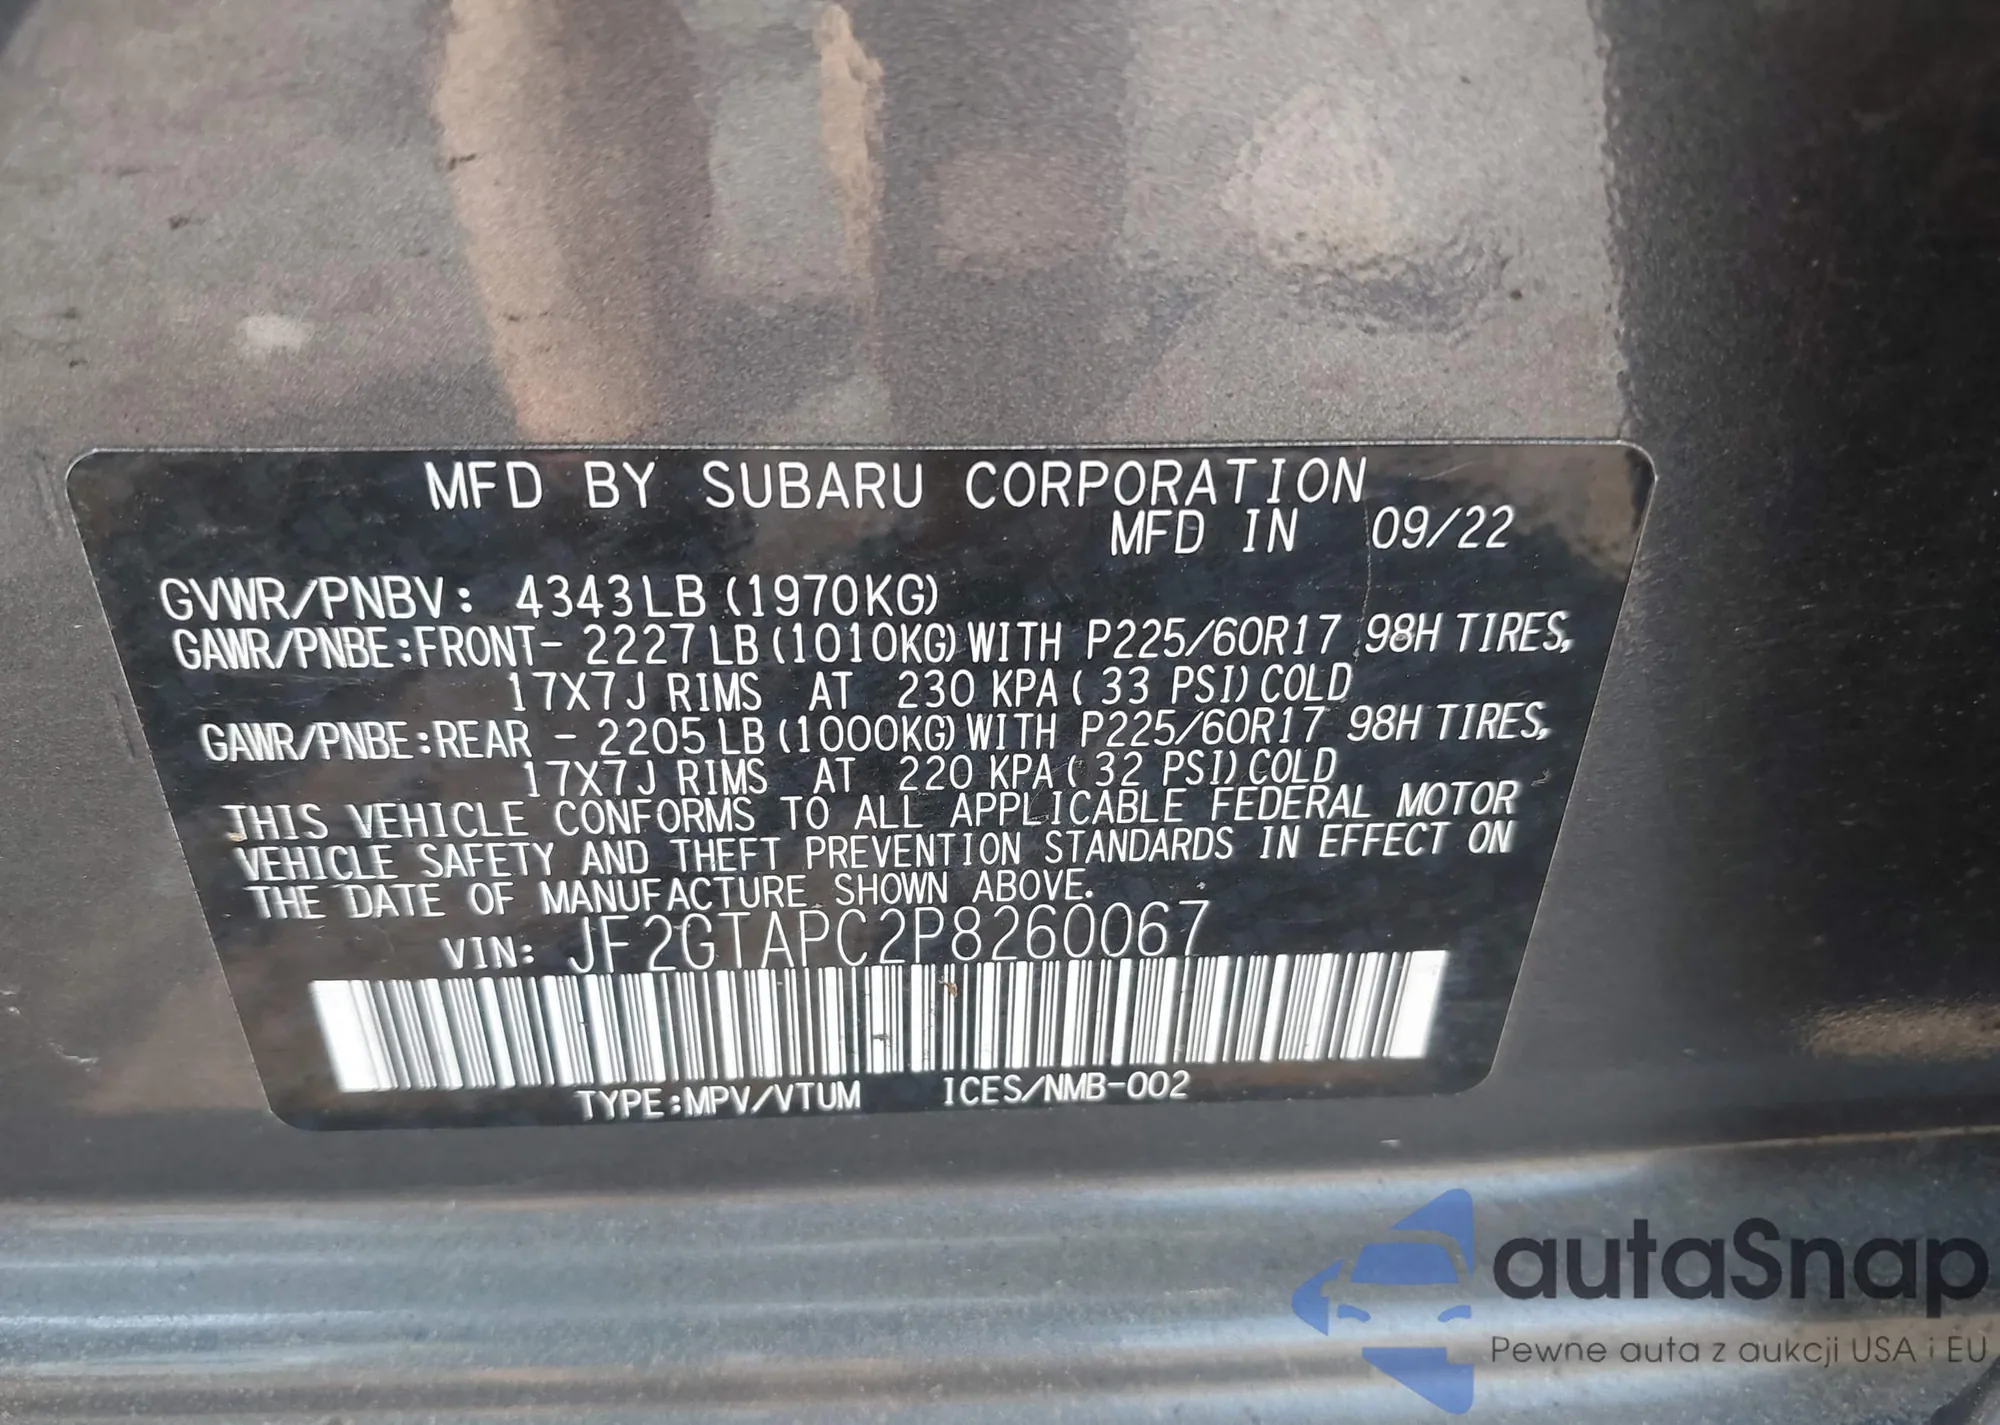 MFD BY SUBARU CORPORATION
MFD IN 09/22
GVWR/PNBV: 4343LB (1970KG)
GAWR/PNBE:FRONT- 2227LB (1010KG) WITH P225/60R17 98H TIRES,
17X7J RIMS AT 230 KPA ( 33 PSI) COLD
GAWR/PNBE:REAR - 2205LB (1000KG) WITH P225/60R17 98H TIRES,
17X7J RIMS AT 220 KPA ( 32 PSI) COLD
THIS VEHICLE CONFORMS TO ALL APPLICABLE FEDERAL MOTOR
VEHICLE SAFETY AND THEFT PREVENTION STANDARDS IN EFFECT ON
THE DATE OF MANUFACTURE SHOWN ABOVE.
VIN: JF2GTAPC2P8260067
TYPE:MPV/VTUM ICES/NMB-002
autaSnap
Pewne auta z aukcji USA i EU